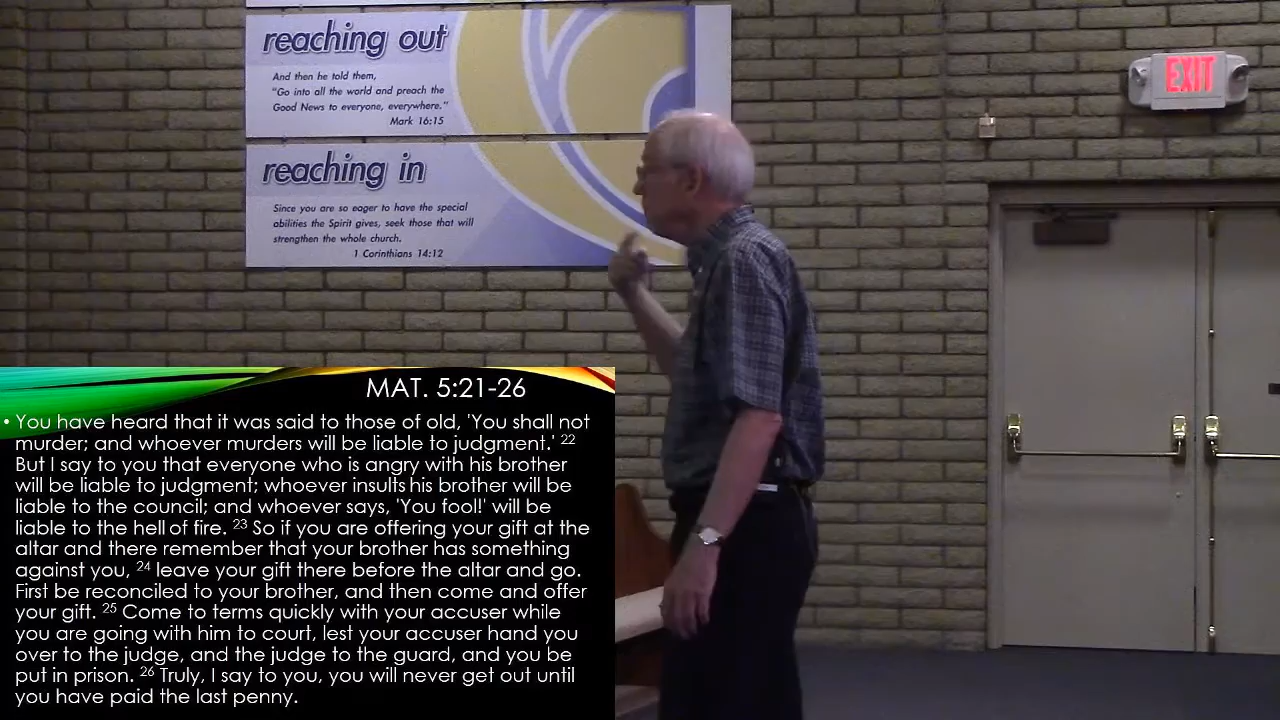 reaching out
And then he told them,
"Go into all the world and preach the
Good News to everyone, everywhere."
Mark 16:15
reaching in
Since you are so eager to have the special
abilities the Spirit gives, seek those that will
strengthen the whole church.
1 Corinthians 14:12
EXIT
MAT. 5:21-26
• You have heard that it was said to those of old, 'You shall not
murder; and whoever murders will be liable to judgment.' 22
But I say to you that everyone who is angry with his brother
will be liable to judgment; whoever insults his brother will be
liable to the council; and whoever says, 'You fool!' will be
liable to the hell of fire. 23 So if you are offering your gift at the
altar and there remember that your brother has something
against you, 24 leave your gift there before the altar and go.
First be reconciled to your brother, and then come and offer
your gift. 25 Come to terms quickly with your accuser while
you are going with him to court, lest your accuser hand you
over to the judge, and the judge to the guard, and you be
put in prison. 26 Truly, I say to you, you will never get out until
you have paid the last penny.